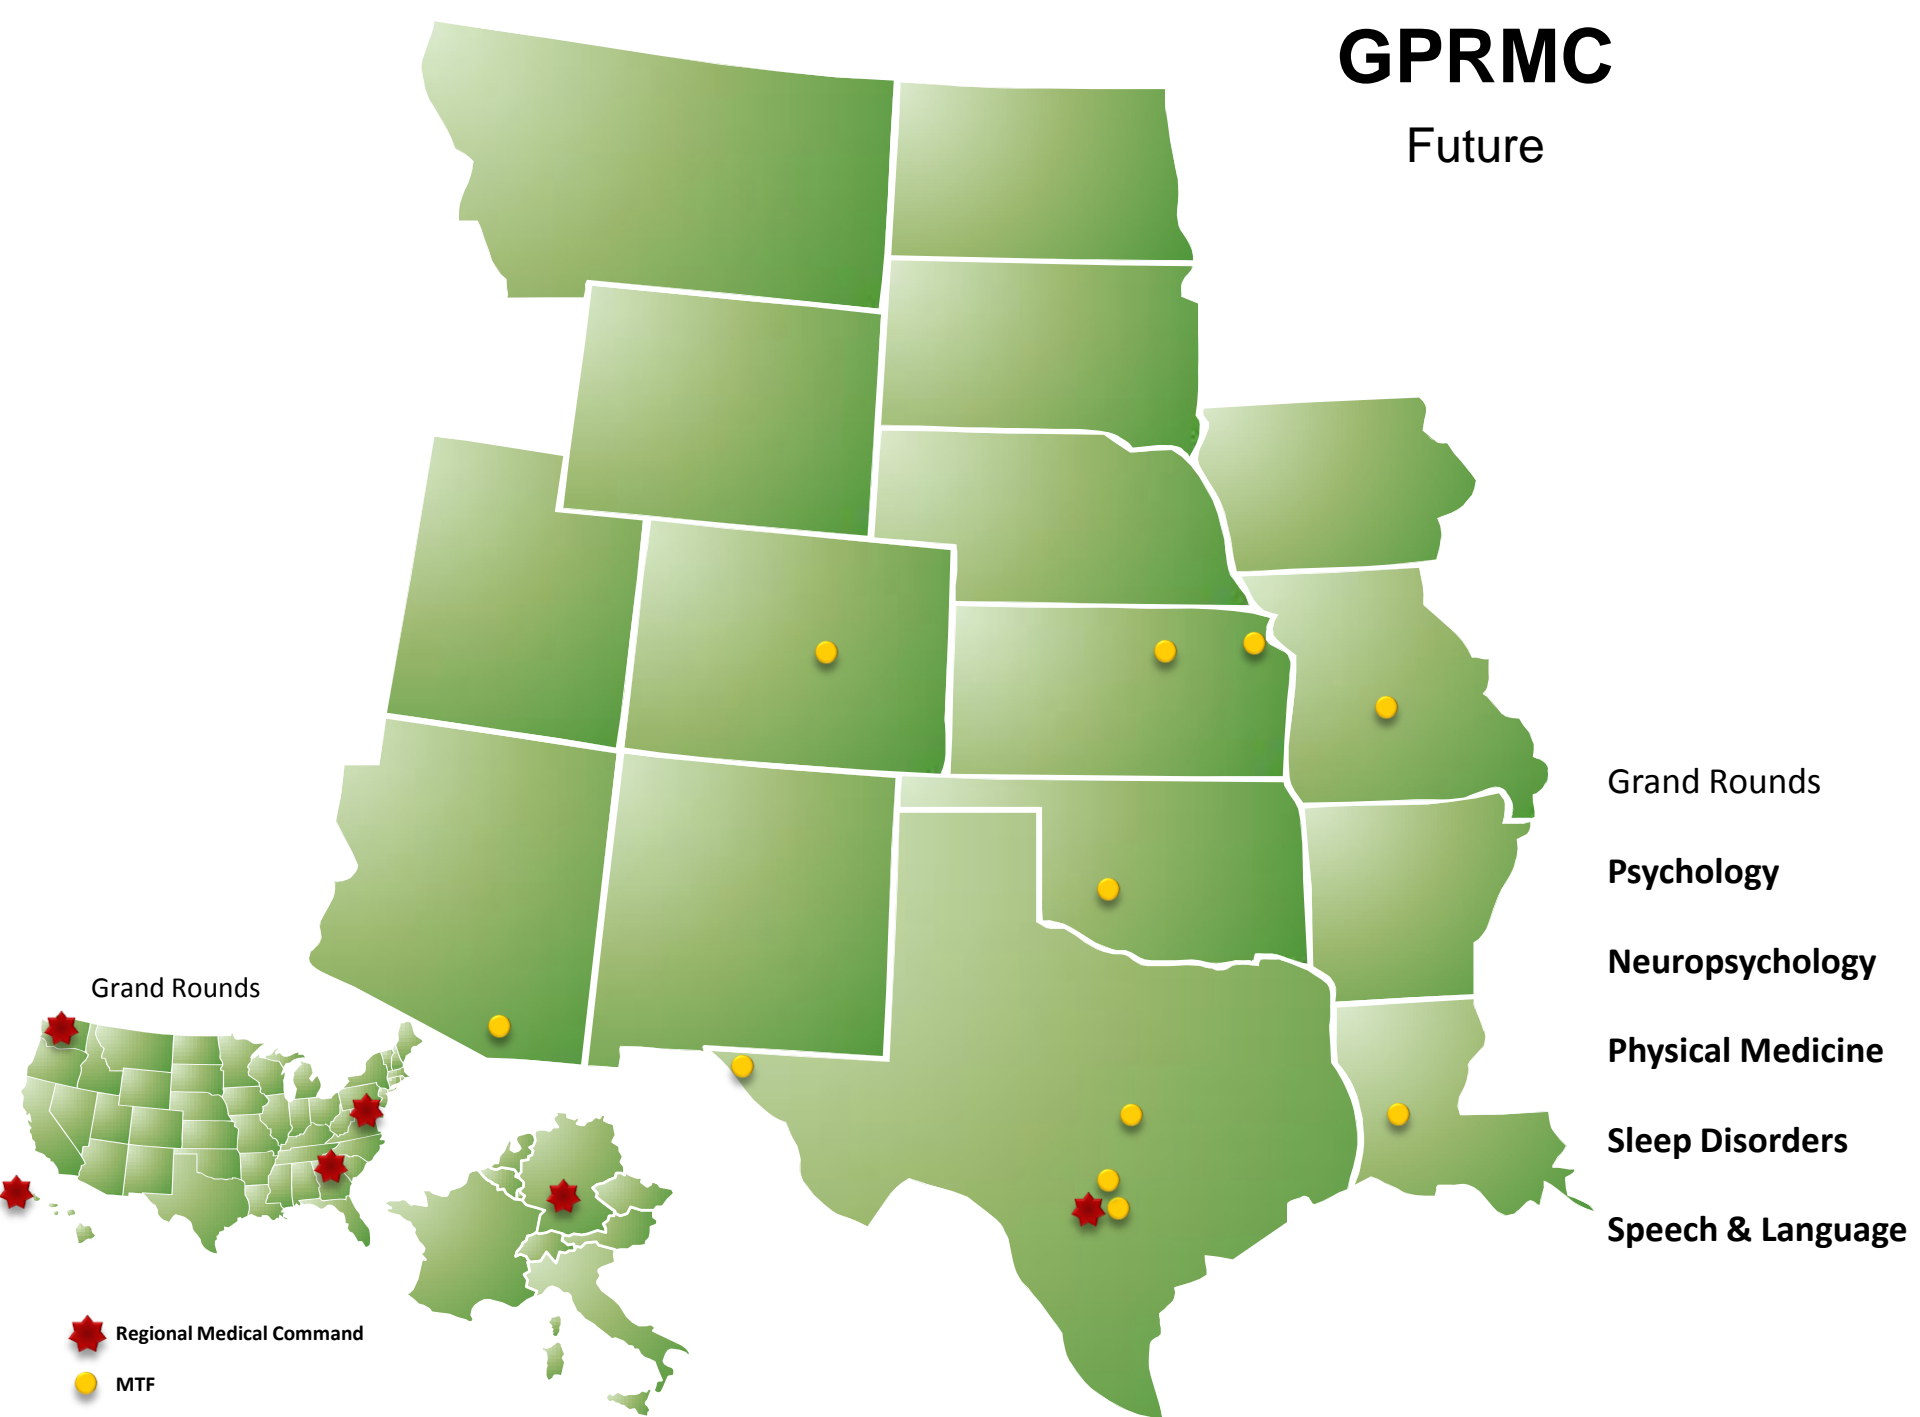 GPRMC
Future
Grand Rounds
Psychology
Neuropsychology
Physical Medicine
Sleep Disorders
Speech & Language
Grand Rounds
Regional Medical Command
MTF